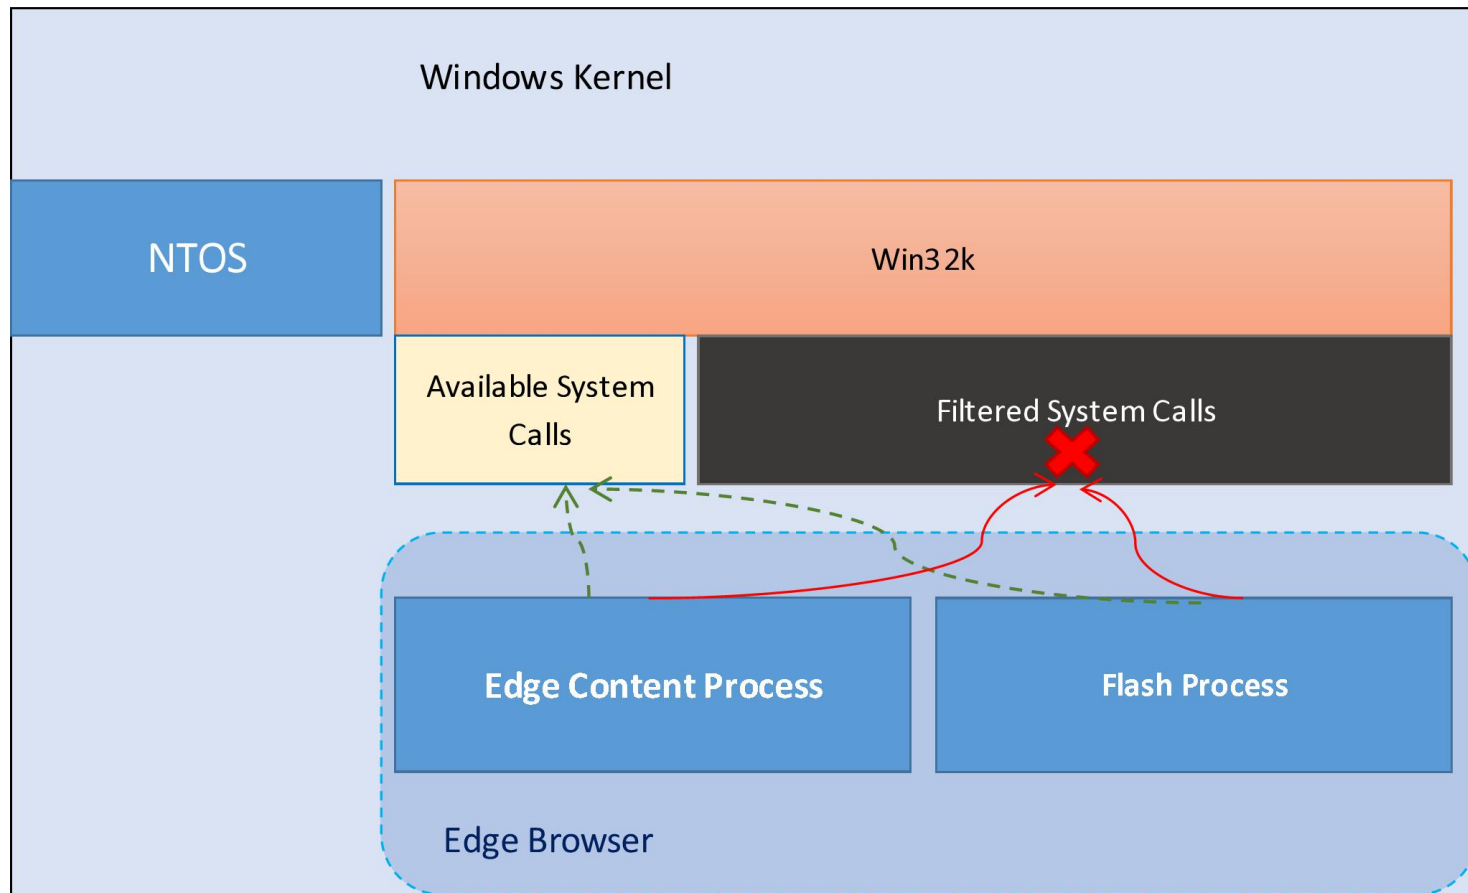 Windows Kernel
NTOS
Win32k
Available System
Calls
Filtered System Calls
Edge Content Process
Flash Process
Edge Browser